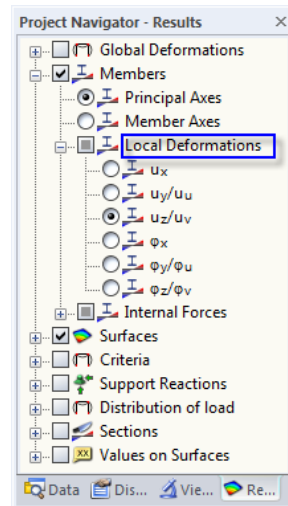 Project Navigator - Results
Global Deformations
Members
Principal Axes
Member Axes
Local Deformations
ux
uy/uu
uz/uv
φx
φy/φu
φz/φv
Internal Forces
Surfaces
Criteria
Support Reactions
Distribution of load
Sections
Values on Surfaces
Data Dis... Vie... Re...